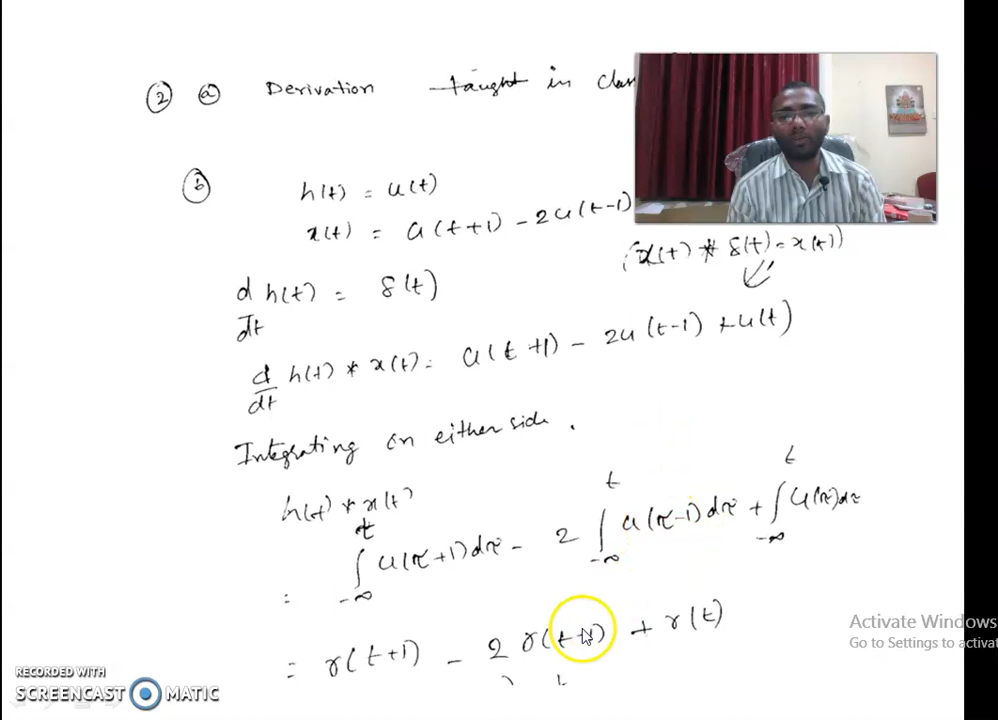 ② ⓐ Derivation taught in clas
ⓑ h(t) = u(t)
x(t) = u(t+1) - 2u(t-1)
(x(t) * δ(t) = x(t))
d/dt h(t) = δ(t)
d/dt h(t) * x(t) = u(t+1) - 2u(t-1) + u(t)
Integrating on either side.
h(t) * x(t)
= ∫_{-∞}^{t} u(τ+1)dτ - 2 ∫_{-∞}^{t} u(τ-1)dτ + ∫_{-∞}^{t} u(τ)dτ
= r(t+1) - 2 r(t-1) + r(t)
Activate Windows
Go to Settings to activat
RECORDED WITH
SCREENCAST MATIC